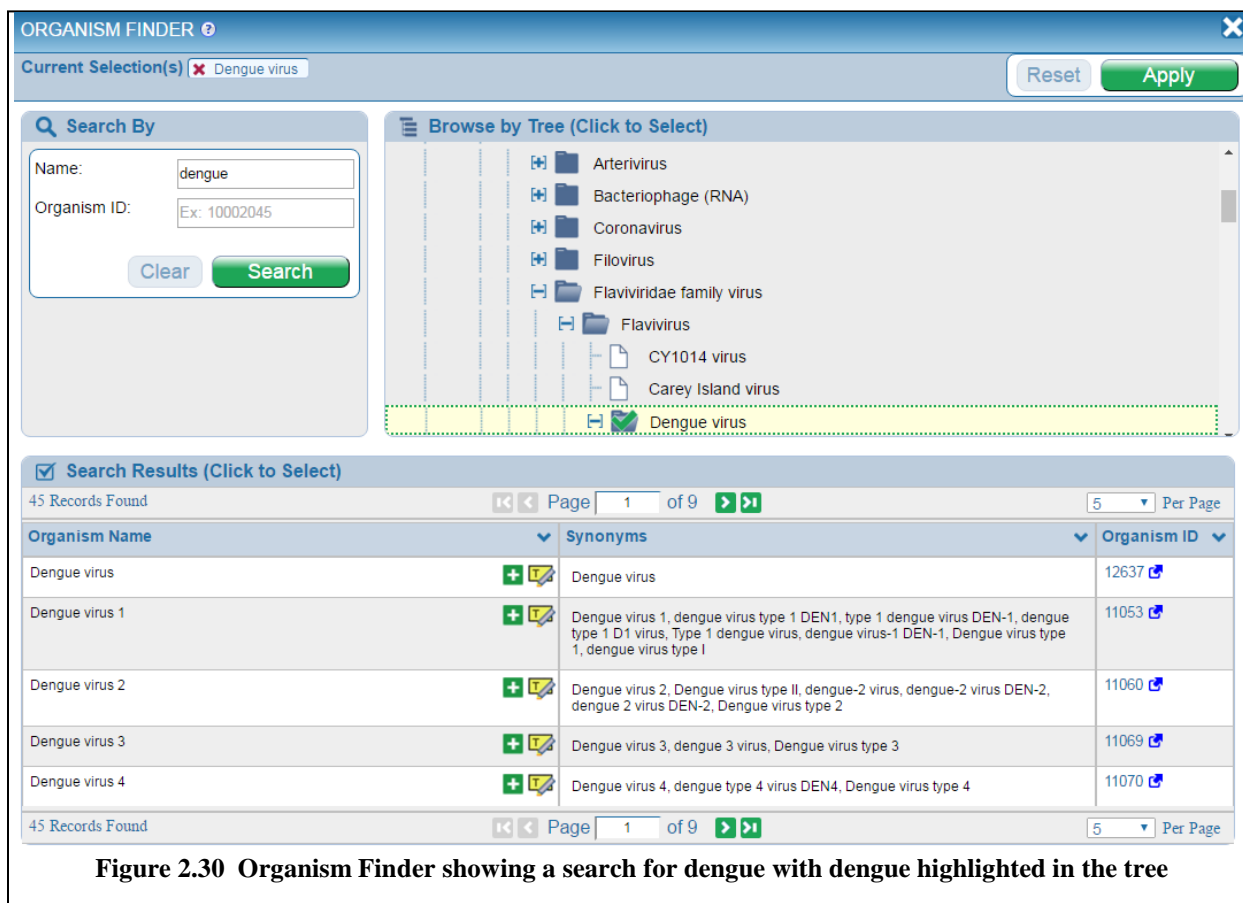 ORGANISM FINDER ?
Current Selection(s) Dengue virus
Reset Apply
Search By
Name: dengue
Organism ID: Ex: 10002045
Clear Search
Browse by Tree (Click to Select)
Arterivirus
Bacteriophage (RNA)
Coronavirus
Filovirus
Flaviviridae family virus
Flavivirus
CY1014 virus
Carey Island virus
Dengue virus
Search Results (Click to Select)
45 Records Found Page 1 of 9 5 Per Page
Organism Name Synonyms Organism ID
Dengue virus T Dengue virus 12637
Dengue virus 1 T Dengue virus 1, dengue virus type 1 DEN1, type 1 dengue virus DEN-1, dengue 11053
type 1 D1 virus, Type 1 dengue virus, dengue virus-1 DEN-1, Dengue virus type
1, dengue virus type I
Dengue virus 2 T Dengue virus 2, Dengue virus type II, dengue-2 virus, dengue-2 virus DEN-2, 11060
dengue 2 virus DEN-2, Dengue virus type 2
Dengue virus 3 T Dengue virus 3, dengue 3 virus, Dengue virus type 3 11069
Dengue virus 4 T Dengue virus 4, dengue type 4 virus DEN4, Dengue virus type 4 11070
45 Records Found Page 1 of 9 5 Per Page
Figure 2.30 Organism Finder showing a search for dengue with dengue highlighted in the tree